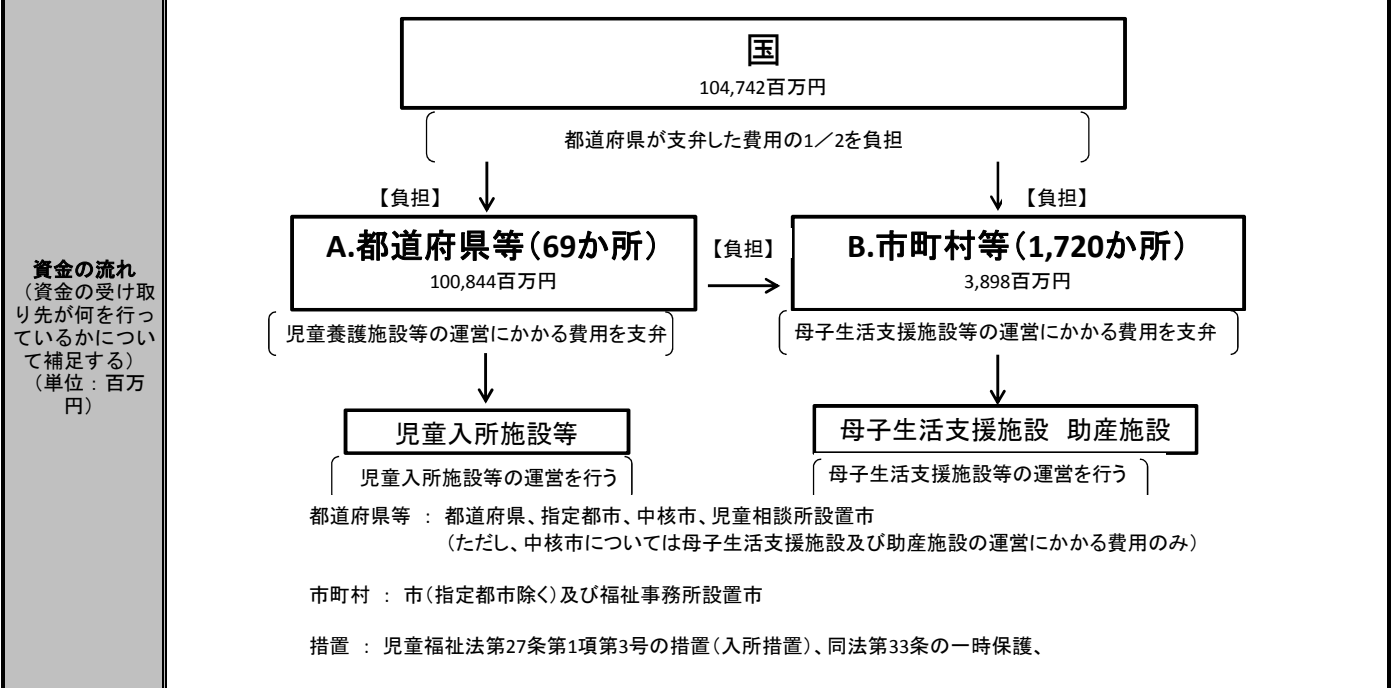 国
104,742百万円
都道府県が支弁した費用の1／2を負担
【負担】
【負担】
A.都道府県等（69か所）
100,844百万円
【負担】
B.市町村等（1,720か所）
3,898百万円
児童養護施設等の運営にかかる費用を支弁
母子生活支援施設等の運営にかかる費用を支弁
資金の流れ
（資金の受け取
り先が何を行っ
ているかについ
て補足する）
（単位：百万
円）
児童入所施設等
母子生活支援施設　助産施設
児童入所施設等の運営を行う
母子生活支援施設等の運営を行う
都道府県等 ： 都道府県、指定都市、中核市、児童相談所設置市
（ただし、中核市については母子生活支援施設及び助産施設の運営にかかる費用のみ）
市町村 ： 市（指定都市除く）及び福祉事務所設置市
措置 ： 児童福祉法第27条第1項第3号の措置（入所措置）、同法第33条の一時保護、